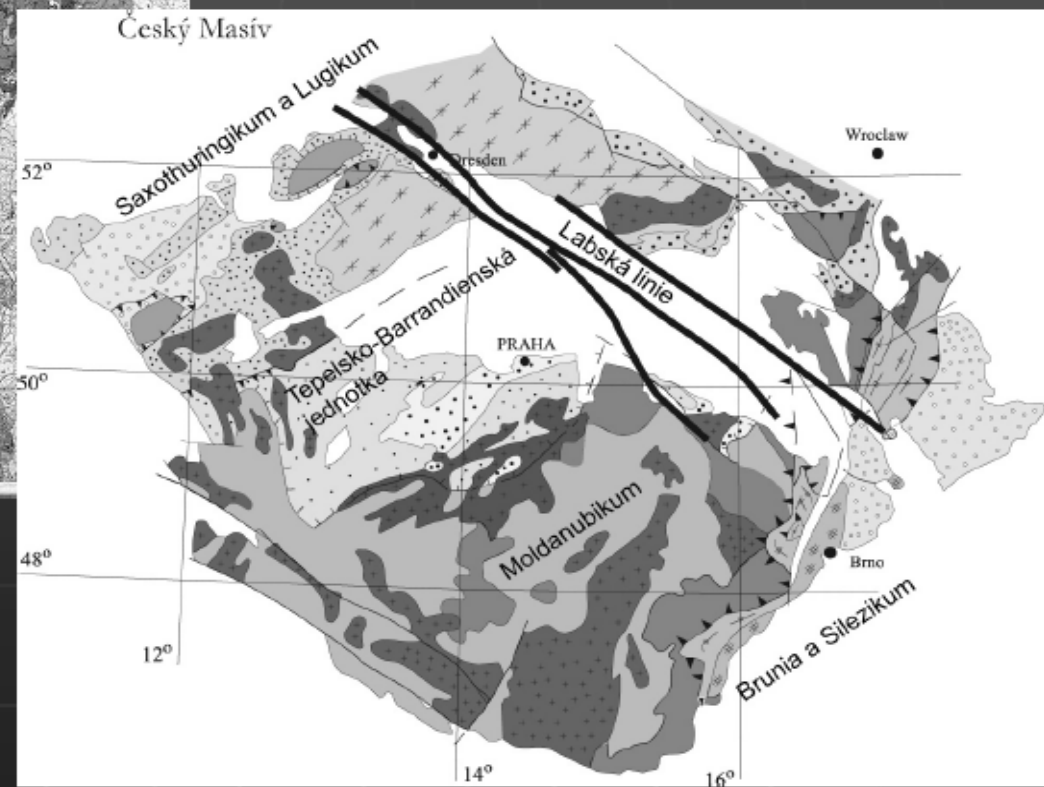 Český Masív
Saxothuringikum a Lugikum
Wroclaw
Dresden
52°
Labská linie
Tepelsko-Barrandienská
jednotka
PRAHA
50°
Moldanubikum
48°
Brno
Brunia a Silezikum
12°
14°
16°